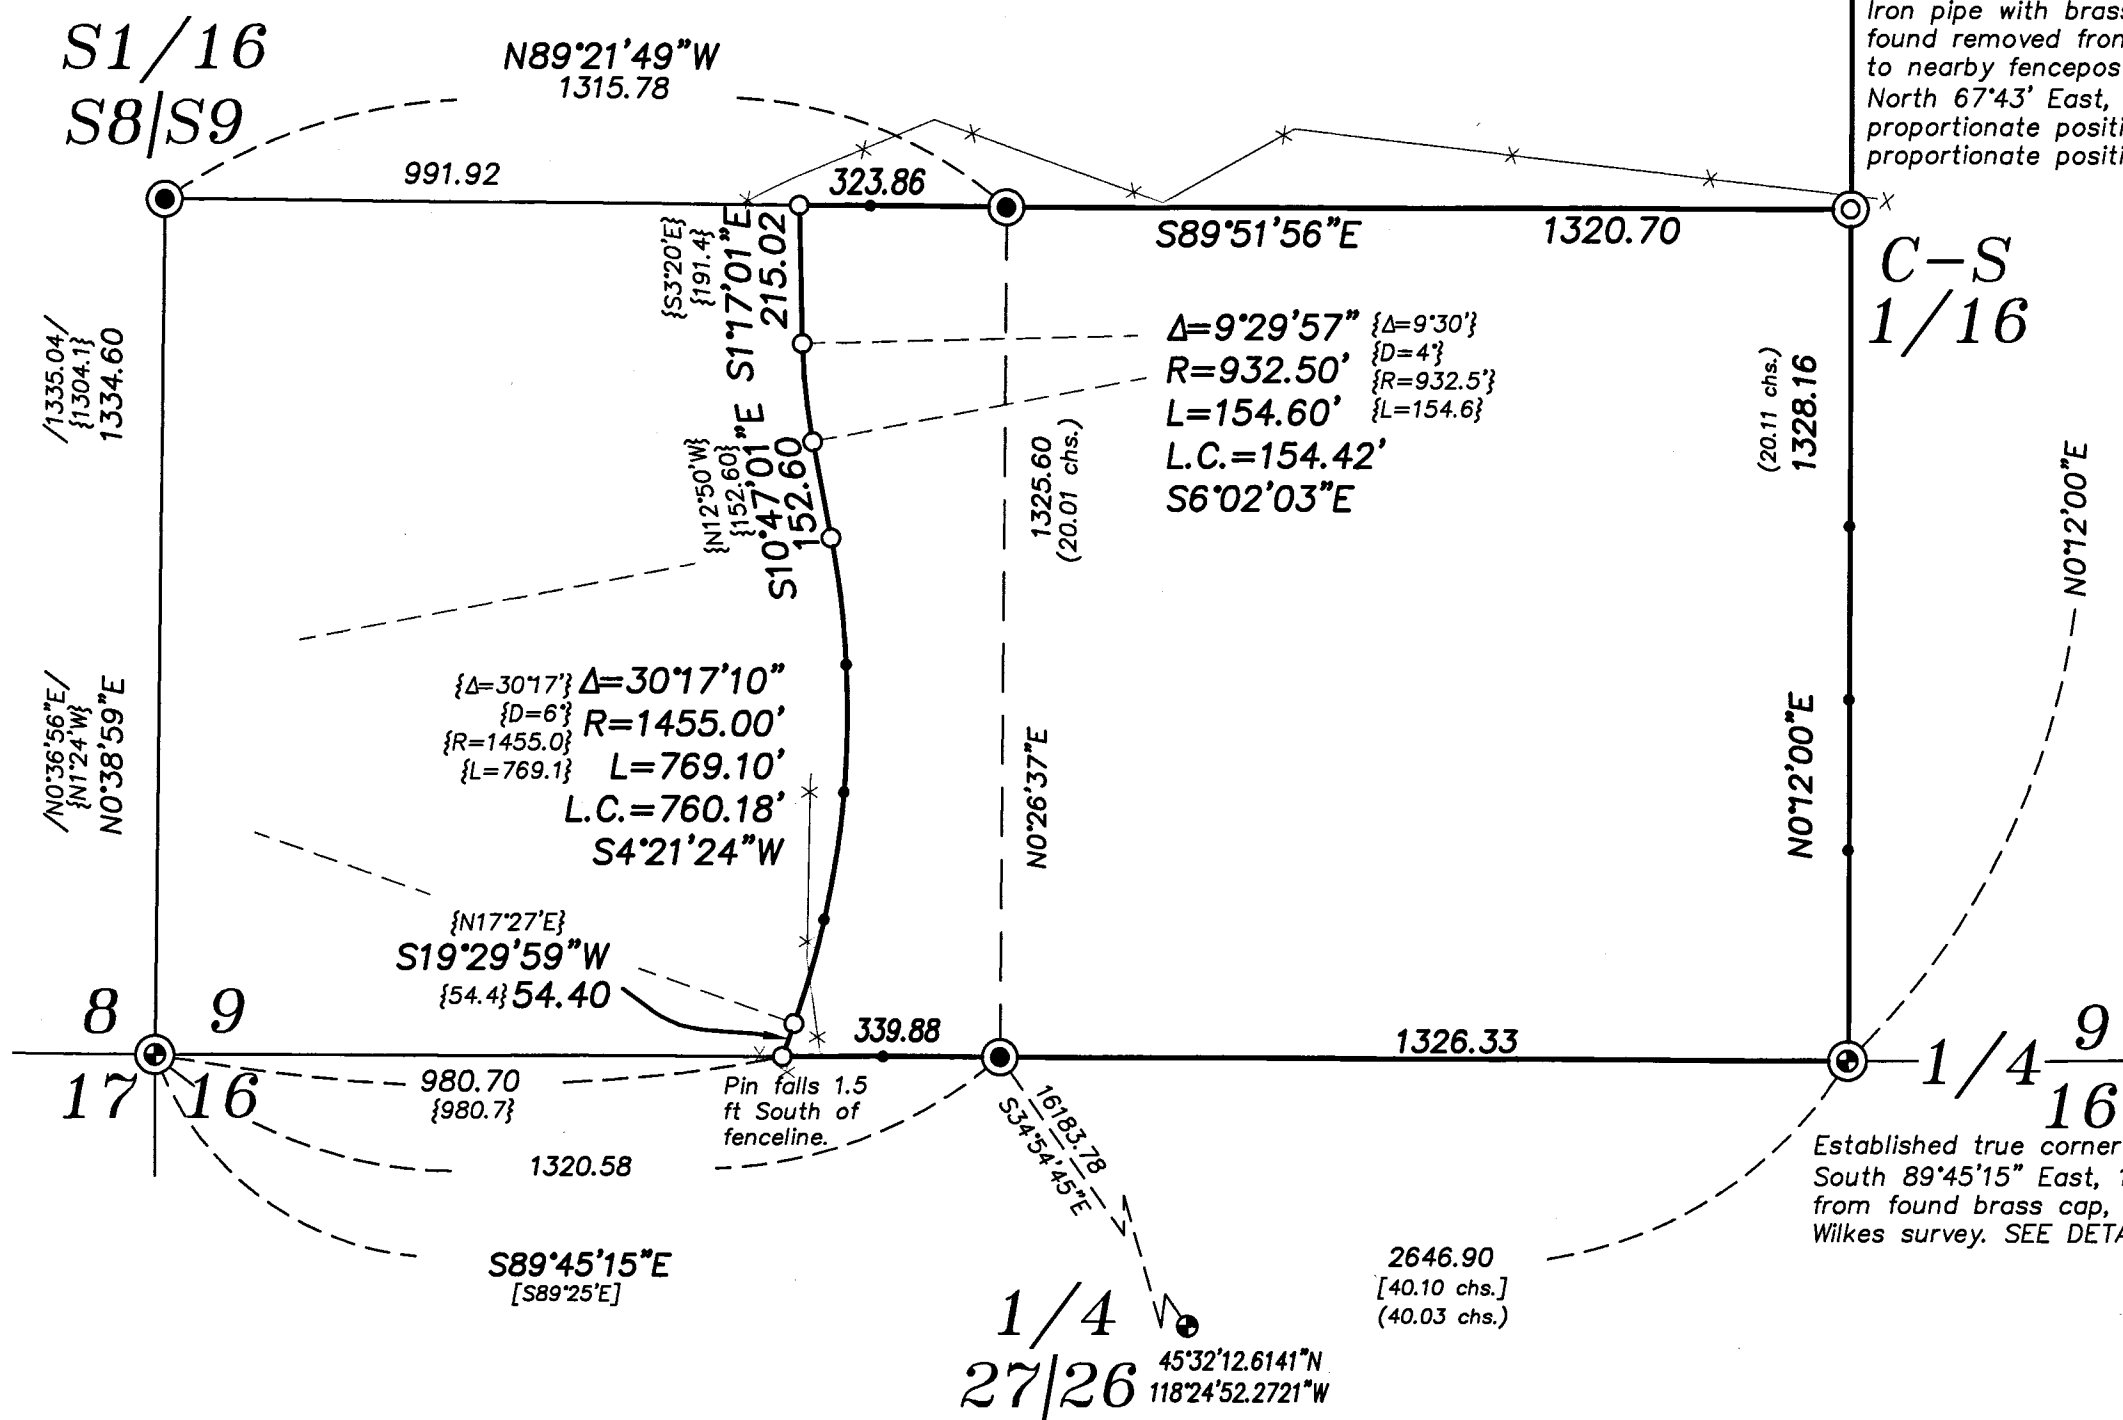 S1/16
S8|S9
N89°21'49"W
1315.78
Iron pipe with brass
found removed from
to nearby fencepos
North 67°43' East,
proportionate positi
proportionate positi
991.92
323.86
{S3°20'E}
{191.4}
S1°17'01"E
215.02
S89°51'56"E
1320.70
C-S
1/16
/1335.04/
{1304.1}
1334.60
Δ=9°29'57" {Δ=9°30'}
{D=4°}
R=932.50' {R=932.5'}
L=154.60' {L=154.6}
L.C.=154.42'
S6°02'03"E
(20.11 chs.)
1328.16
{N12°50'W}
{152.60}
S10°47'01"E
152.60
1325.60
(20.01 chs.)
N0°12'00"E
/N0°36'56"E/
{N1°24'W}
N0°38'59"E
{Δ=30°17'} Δ=30°17'10"
{D=6°} R=1455.00'
{R=1455.0}
{L=769.1} L=769.10'
L.C.=760.18'
S4°21'24"W
N0°26'37"E
N0°12'00"E
{N17°27'E}
S19°29'59"W
{54.4} 54.40
8 9
17 16
339.88
1326.33
1/4 9
16
980.70
{980.7}
Pin falls 1.5
ft South of
fenceline.
1320.58
16183.78
S34°54'45"E
Established true corner
South 89°45'15" East,
from found brass cap,
Wilkes survey. SEE DETA
S89°45'15"E
[S89°25'E]
2646.90
[40.10 chs.]
(40.03 chs.)
1/4
27|26
45°32'12.6141"N
118°24'52.2721"W